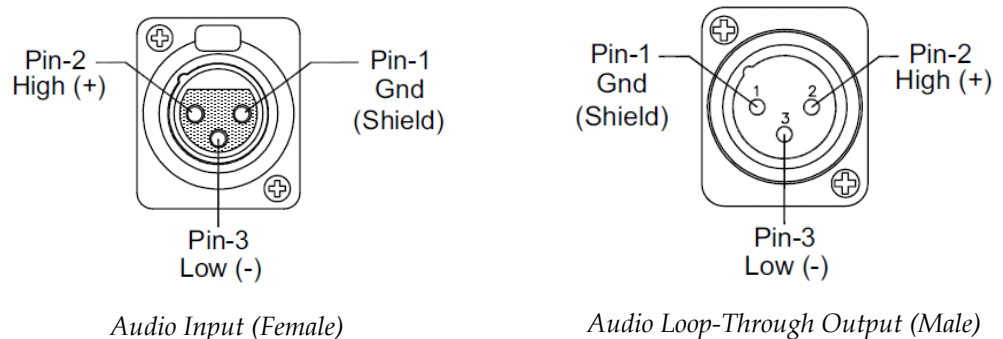 Pin-2
High (+)
Pin-1
Gnd
(Shield)
Pin-3
Low (-)
Audio Input (Female)
Pin-1
Gnd
(Shield)
Pin-2
High (+)
1
2
3
Pin-3
Low (-)
Audio Loop-Through Output (Male)